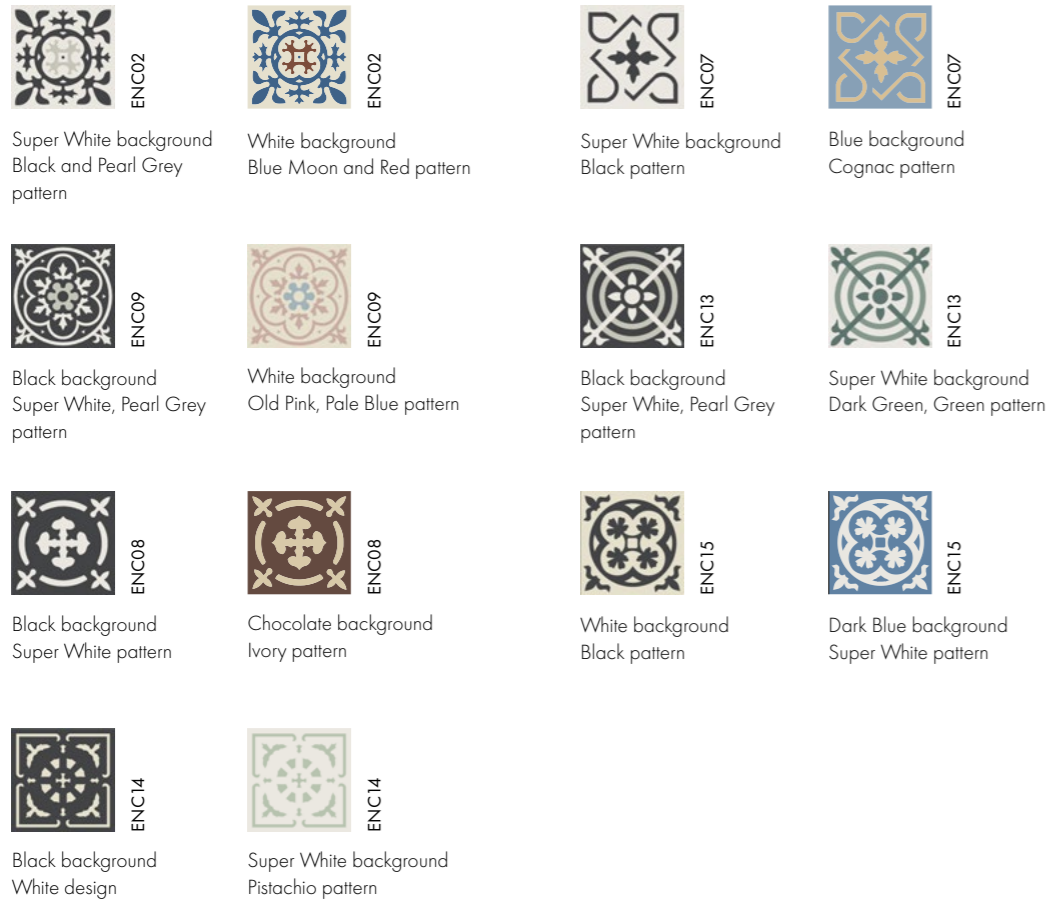 ENC02
Super White background
Black and Pearl Grey
pattern
ENC02
White background
Blue Moon and Red pattern
ENC07
Super White background
Black pattern
ENC07
Blue background
Cognac pattern
ENC09
Black background
Super White, Pearl Grey
pattern
ENC09
White background
Old Pink, Pale Blue pattern
ENC13
Black background
Super White, Pearl Grey
pattern
ENC13
Super White background
Dark Green, Green pattern
ENC08
Black background
Super White pattern
ENC08
Chocolate background
Ivory pattern
ENC15
White background
Black pattern
ENC15
Dark Blue background
Super White pattern
ENC14
Black background
White design
ENC14
Super White background
Pistachio pattern